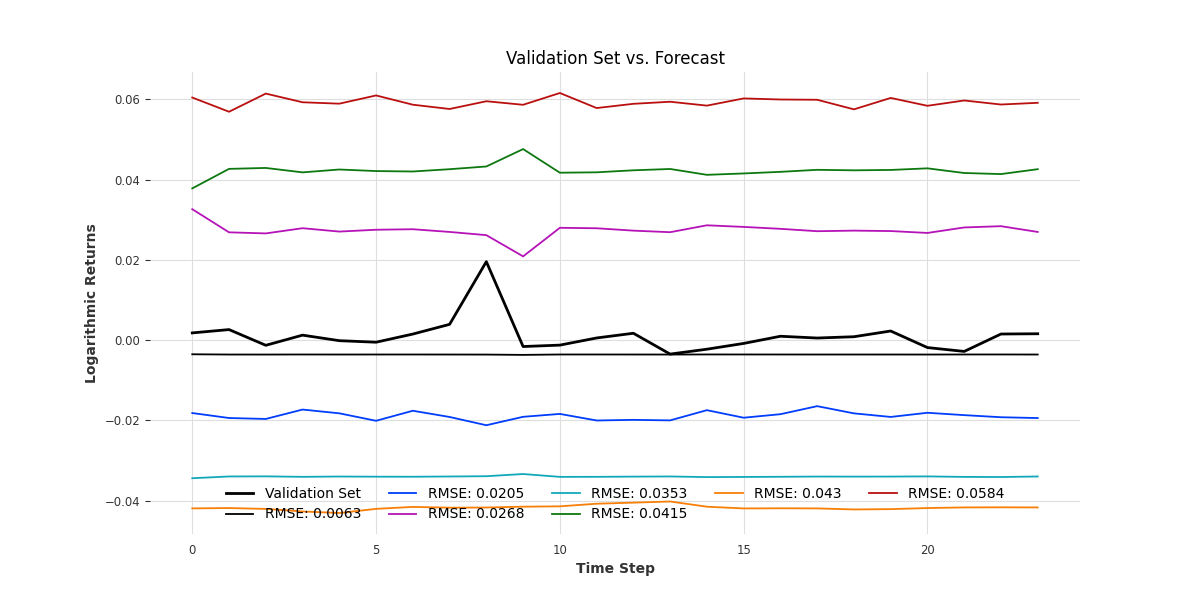 Validation Set vs. Forecast
0.06
0.04
0.02
0.00
−0.02
−0.04
Logarithmic Returns
Validation Set RMSE: 0.0205 RMSE: 0.0353 RMSE: 0.043 RMSE: 0.0584
RMSE: 0.0063 RMSE: 0.0268 RMSE: 0.0415
0 5 10 15 20
Time Step